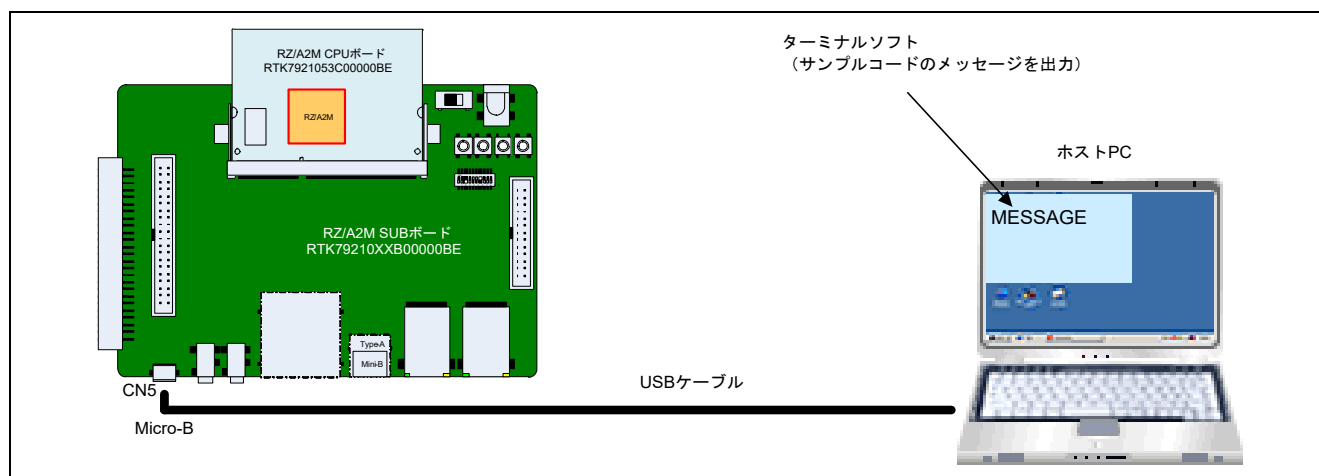 RZ/A2M CPUボード
RTK7921053C00000BE
RZ/A2M
ターミナルソフト
（サンプルコードのメッセージを出力）
ホストPC
MESSAGE
RZ/A2M SUBボード
RTK79210XXB00000BE
Type-A
Mini-B
CN5
Micro-B
USBケーブル